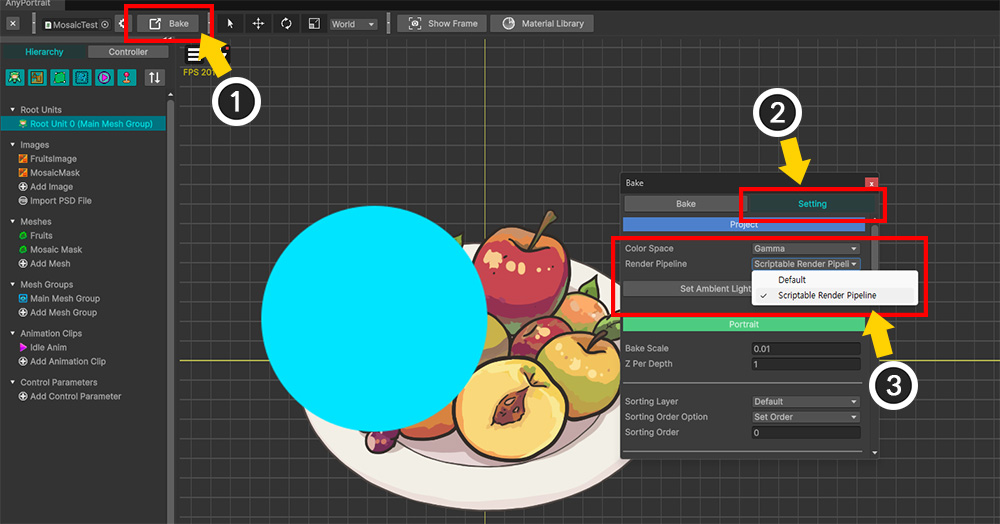 AnyPortrait
MosaicTest
Bake
World
Show Frame
Material Library
Hierarchy
Controller
Root Units
Root Unit 0 (Main Mesh Group)
Images
FruitsImage
MosaicMask
Add Image
Import PSD File
Meshes
Fruits
Mosaic Mask
Add Mesh
Mesh Groups
Main Mesh Group
Add Mesh Group
Animation Clips
Idle Anim
Add Animation Clip
Control Parameters
Add Control Parameter
1
2
Bake
x
Bake
Setting
Project
Color Space
Gamma
Render Pipeline
Scriptable Render Pipeli
Default
Scriptable Render Pipeline
Set Ambient Light
Portrait
Bake Scale
0.01
Z Per Depth
1
3
Sorting Layer
Default
Sorting Order Option
Set Order
Sorting Order
0